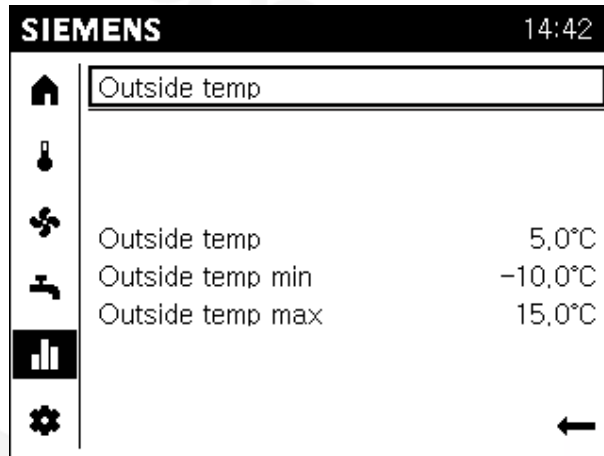 SIEMENS 14:42
Outside temp
Outside temp 5,0°C
Outside temp min -10,0°C
Outside temp max 15,0°C